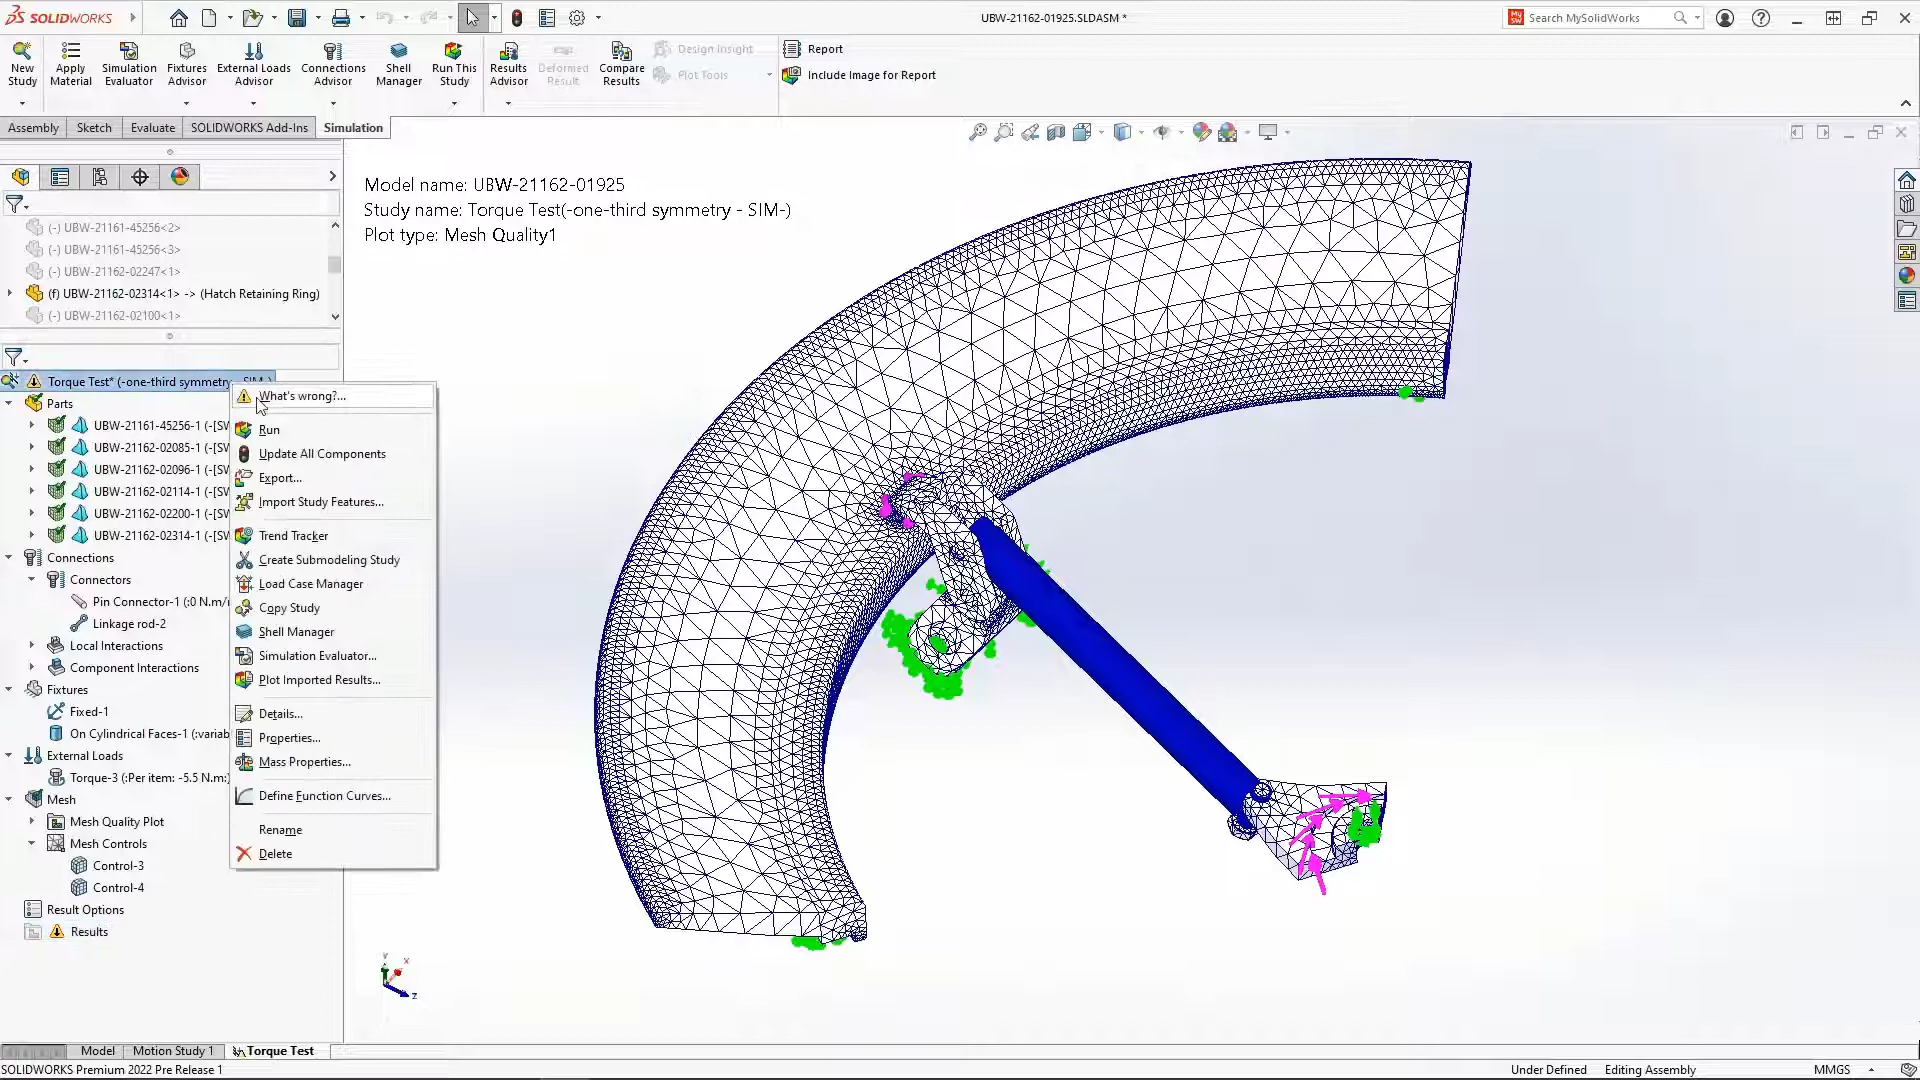 SOLIDWORKS
UBW-21162-01925.SLDASM *
Search MySolidWorks
New Study
Apply Material
Simulation Evaluator
Fixtures Advisor
External Loads Advisor
Connections Advisor
Shell Manager
Run This Study
Results Advisor
Deformed Result
Compare Results
Design Insight
Plot Tools
Report
Include Image for Report
Assembly
Sketch
Evaluate
SOLIDWORKS Add-Ins
Simulation
(-) UBW-21161-45256<2>
(-) UBW-21161-45256<3>
(-) UBW-21162-02247<1>
(f) UBW-21162-02314<1> -> (Hatch Retaining Ring)
(-) UBW-21162-02100<1>
Model name: UBW-21162-01925
Study name: Torque Test(-one-third symmetry - SIM-)
Plot type: Mesh Quality1
Torque Test* (-one-third symmetry - SIM-)
Parts
UBW-21161-45256-1 (-[SW
UBW-21162-02085-1 (-[SW
UBW-21162-02096-1 (-[SW
UBW-21162-02114-1 (-[SW
UBW-21162-02200-1 (-[SW
UBW-21162-02314-1 (-[SW
Connections
Connectors
Pin Connector-1 (:0 N.m/r
Linkage rod-2
Local Interactions
Component Interactions
Fixtures
Fixed-1
On Cylindrical Faces-1 (:variab
External Loads
Torque-3 (:Per item: -5.5 N.m:)
Mesh
Mesh Quality Plot
Mesh Controls
Control-3
Control-4
Result Options
Results
What's wrong?...
Run
Update All Components
Export...
Import Study Features...
Trend Tracker
Create Submodeling Study
Load Case Manager
Copy Study
Shell Manager
Simulation Evaluator...
Plot Imported Results...
Details...
Properties...
Mass Properties...
Define Function Curves...
Rename
Delete
Y
X
Z
Model
Motion Study 1
Torque Test
SOLIDWORKS Premium 2022 Pre Release 1
Under Defined
Editing Assembly
MMGS